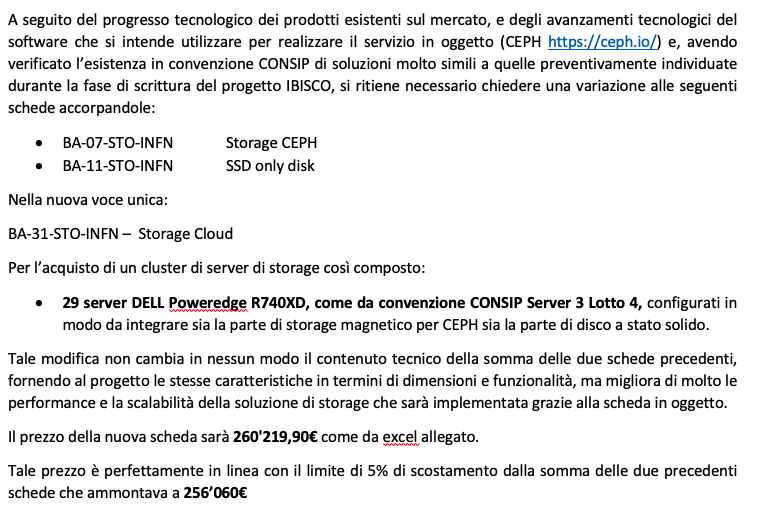 A seguito del progresso tecnologico dei prodotti esistenti sul mercato, e degli avanzamenti tecnologici del
software che si intende utilizzare per realizzare il servizio in oggetto (CEPH https://ceph.io/) e, avendo
verificato l'esistenza in convenzione CONSIP di soluzioni molto simili a quelle preventivamente individuate
durante la fase di scrittura del progetto IBISCO, si ritiene necessario chiedere una variazione alle seguenti
schede accorpandole:
• BA-07-STO-INFN Storage CEPH
• BA-11-STO-INFN SSD only disk
Nella nuova voce unica:
BA-31-STO-INFN – Storage Cloud
Per l'acquisto di un cluster di server di storage così composto:
• 29 server DELL Poweredge R740XD, come da convenzione CONSIP Server 3 Lotto 4, configurati in
modo da integrare sia la parte di storage magnetico per CEPH sia la parte di disco a stato solido.
Tale modifica non cambia in nessun modo il contenuto tecnico della somma delle due schede precedenti,
fornendo al progetto le stesse caratteristiche in termini di dimensioni e funzionalità, ma migliora di molto le
performance e la scalabilità della soluzione di storage che sarà implementata grazie alla scheda in oggetto.
Il prezzo della nuova scheda sarà 260'219,90€ come da excel allegato.
Tale prezzo è perfettamente in linea con il limite di 5% di scostamento dalla somma delle due precedenti
schede che ammontava a 256'060€